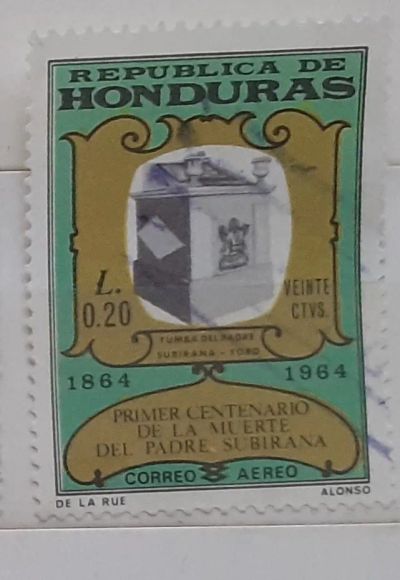 REPUBLICA DE
HONDURAS
L.
0.20
VEINTE
CTVS.
TUMBA DEL PADRE
SUBIRANA - YORO
1864 1964
PRIMER CENTENARIO
DE LA MUERTE
DEL PADRE SUBIRANA
CORREO AEREO
DE LA RUE ALONSO